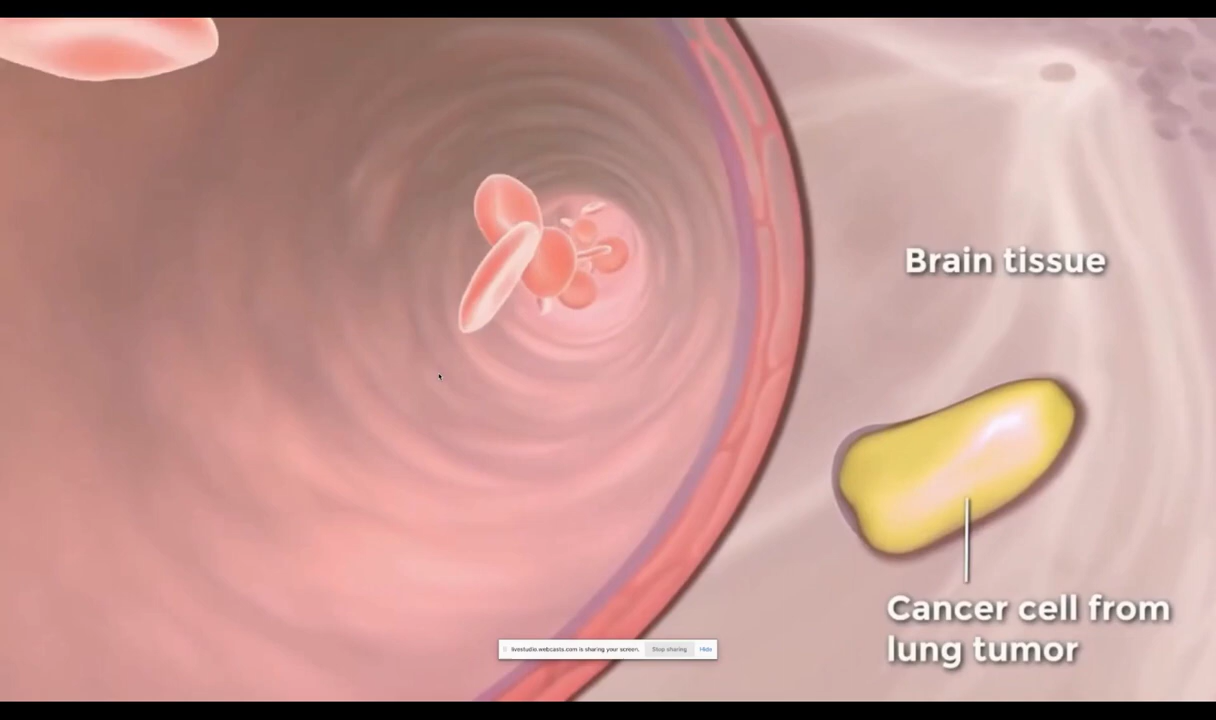 Brain tissue
Cancer cell from
lung tumor
livestudio.webcasts.com is sharing your screen. Stop sharing Hide